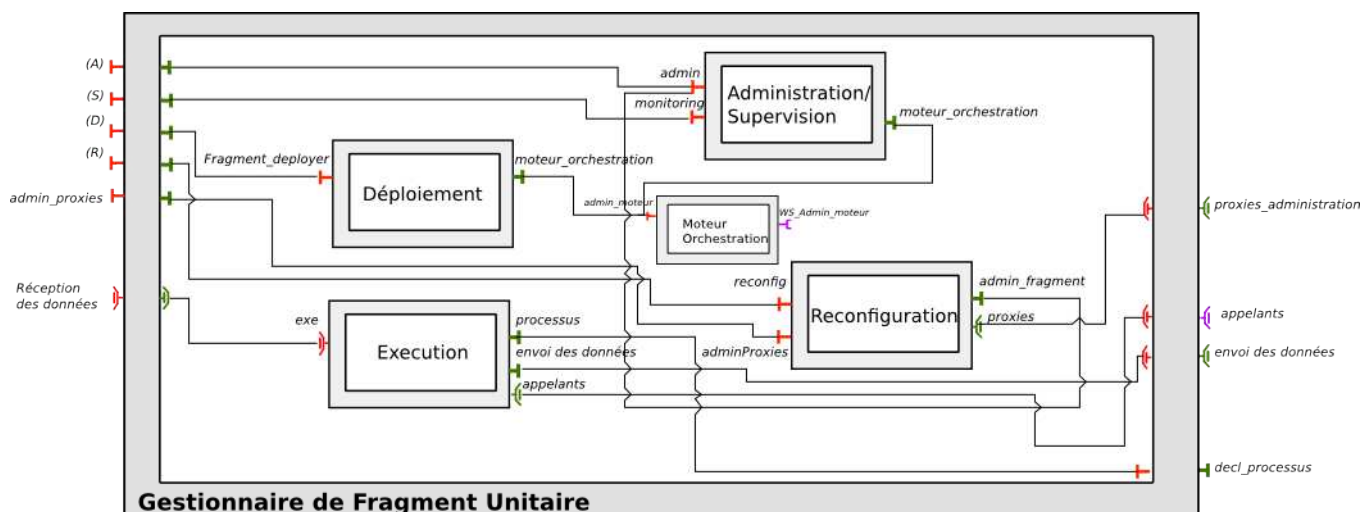 (A)
(S)
(D)
(R)
admin_proxies
Réception
des données
admin
monitoring
Administration/
Supervision
moteur_orchestration
Fragment_deployer
Déploiement
moteur_orchestration
admin_moteur
Moteur
Orchestration
WS_Admin_moteur
reconfig
adminProxies
Reconfiguration
admin_fragment
proxies
exe
Execution
processus
envoi des données
appelants
proxies_administration
appelants
envoi des données
decl_processus
Gestionnaire de Fragment Unitaire